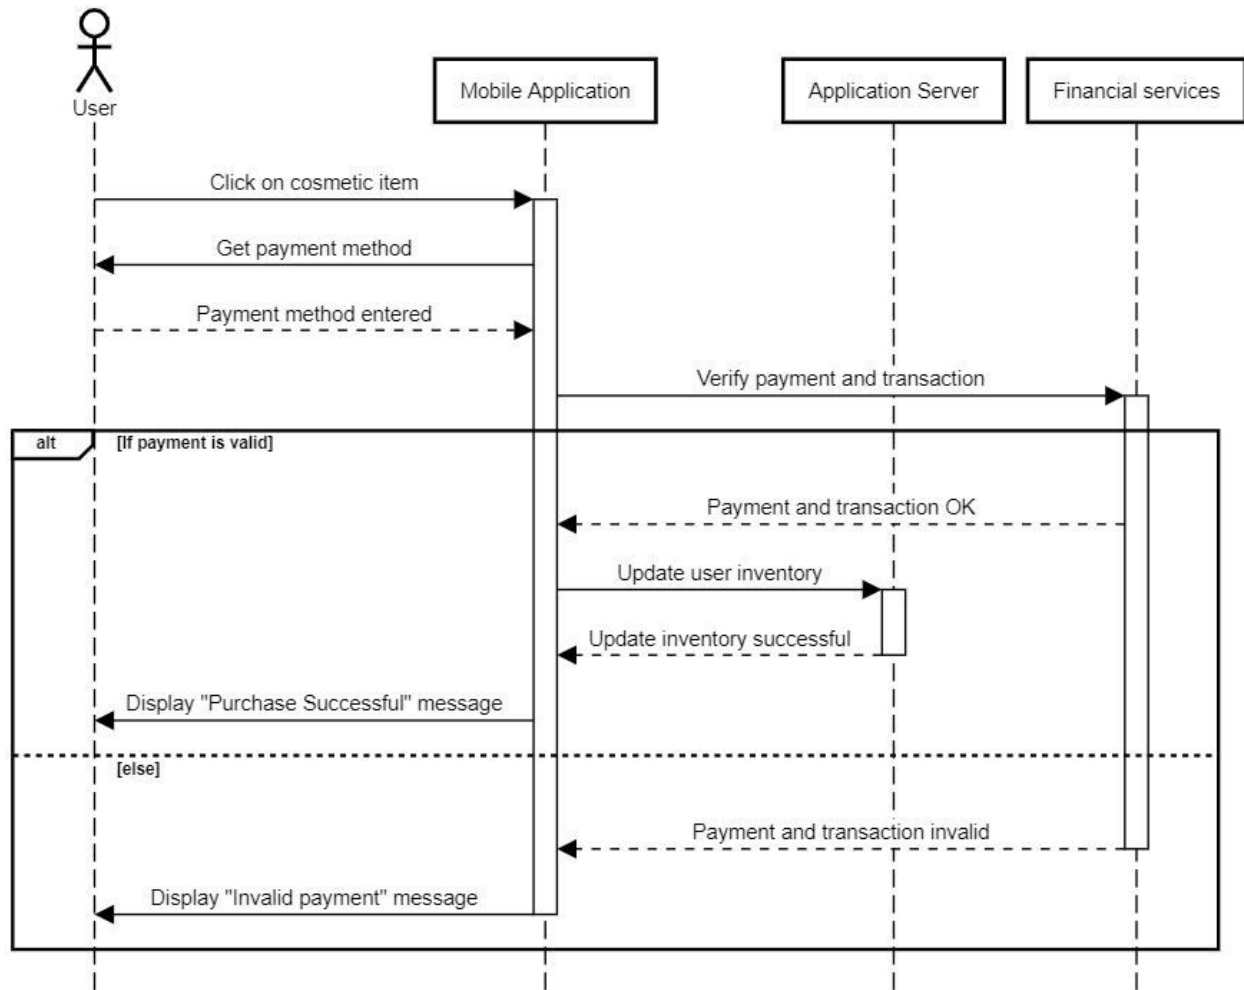 User
Mobile Application
Application Server
Financial services
Click on cosmetic item
Get payment method
Payment method entered
Verify payment and transaction
alt
[If payment is valid]
Payment and transaction OK
Update user inventory
Update inventory successful
Display "Purchase Successful" message
[else]
Payment and transaction invalid
Display "Invalid payment" message